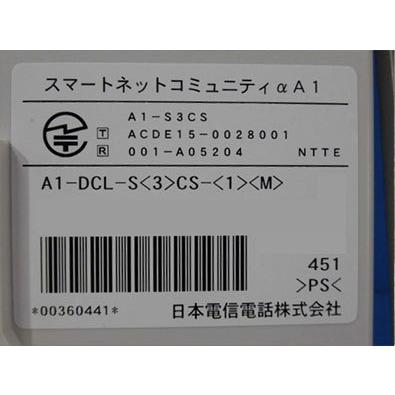 スマートネットコミュニティαA1
A1-S3CS
T ACDE15-0028001
R 001-A05204 NTTE
A1-DCL-S<3>CS-<1><M>
451
>PS<
*00360441* 日本電信電話株式会社